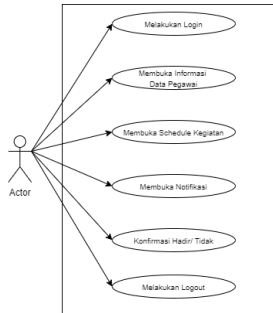 Melakukan Login
Membuka Informasi
Data Pegawai
Membuka Schedule Kegiatan
Actor
Membuka Notifikasi
Konfirmasi Hadir/ Tidak
Melakukan Logout